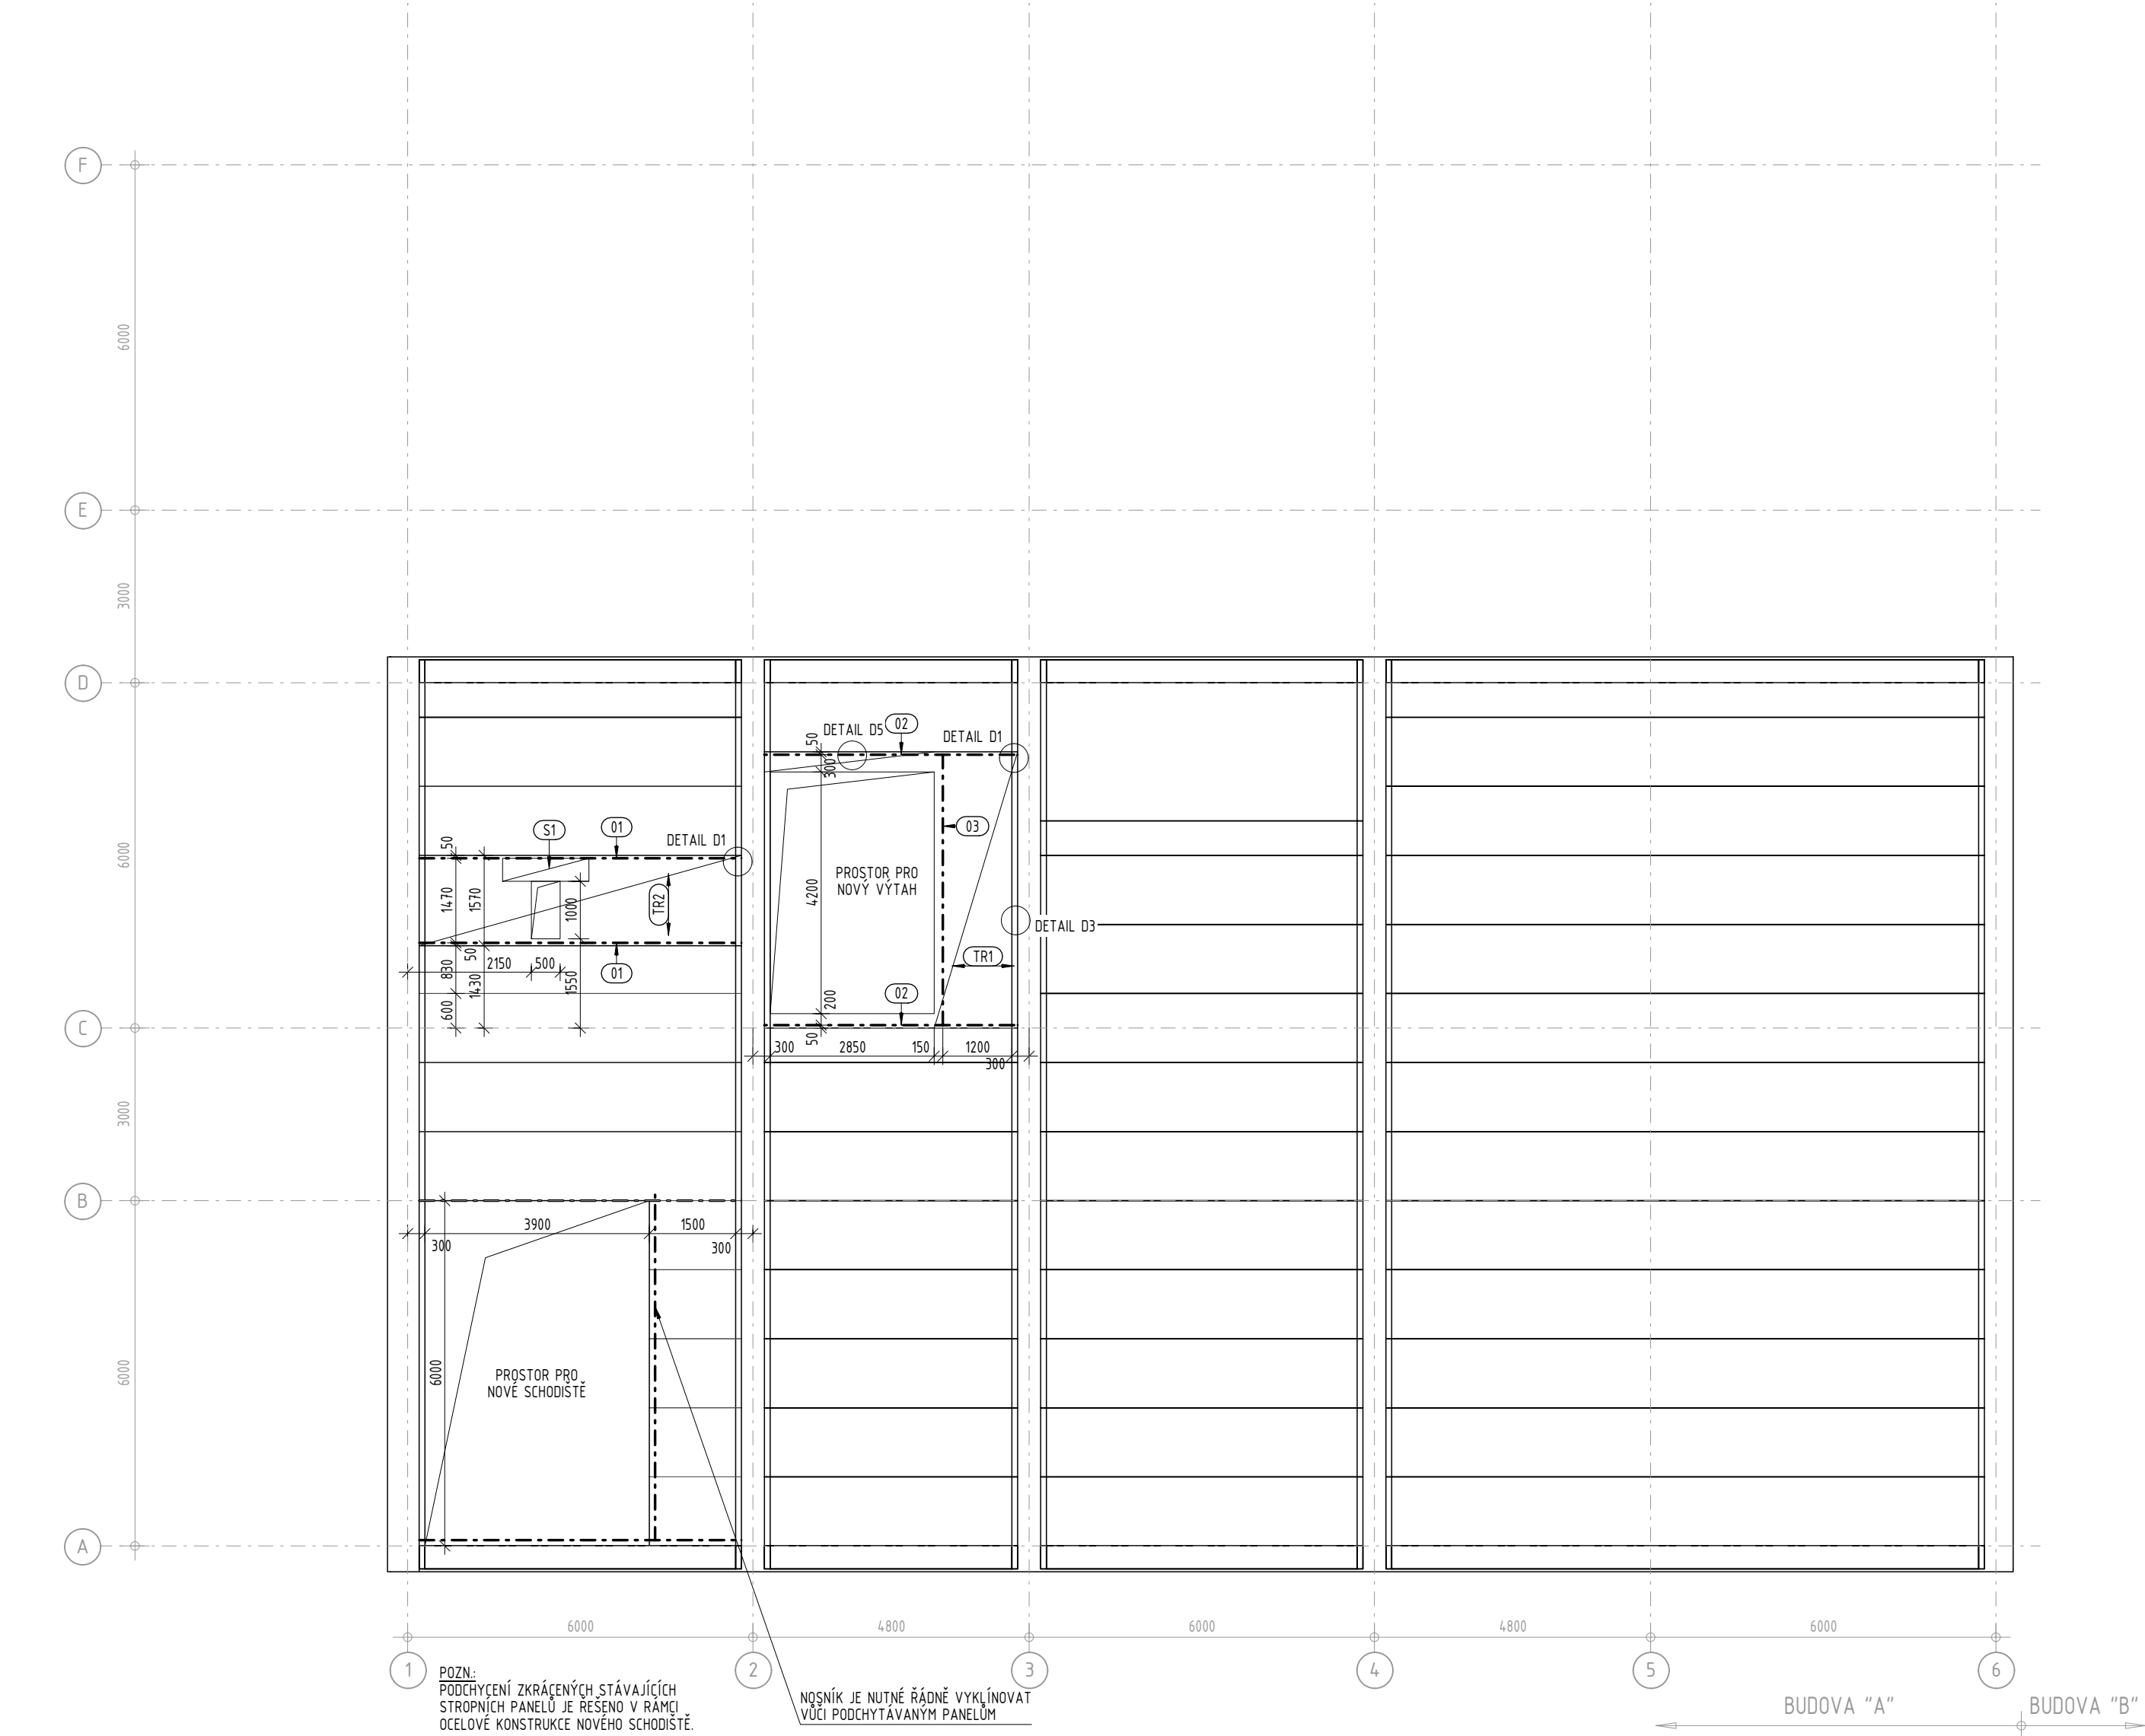 F
6000
E
3000
D
DETAIL D5
02
50
DETAIL D1
300
S1
01
03
50
DETAIL D1
6000
PROSTOR PRO
NOVÝ VÝTAH
4200
1470
1570
1000
TR2
DETAIL D3
50
830
1430
2150
500
01
1550
TR1
600
200
02
C
50
300
2850
150
1200
300
3000
B
3900
1500
300
300
6000
6000
PROSTOR PRO
NOVÉ SCHODIŠTĚ
A
6000
4800
6000
4800
6000
1
2
3
4
5
6
POZN.:
PODCHYCENÍ ZKRÁCENÝCH STÁVAJÍCÍCH
STROPNÍCH PANELŮ JE ŘEŠENO V RÁMCI
OCELOVÉ KONSTRUKCE NOVÉHO SCHODIŠTĚ.
NOSNÍK JE NUTNÉ ŘÁDNĚ VYKLÍNOVAT
VŮČI PODCHYTÁVANÝM PANELŮM
BUDOVA "A"
BUDOVA "B"